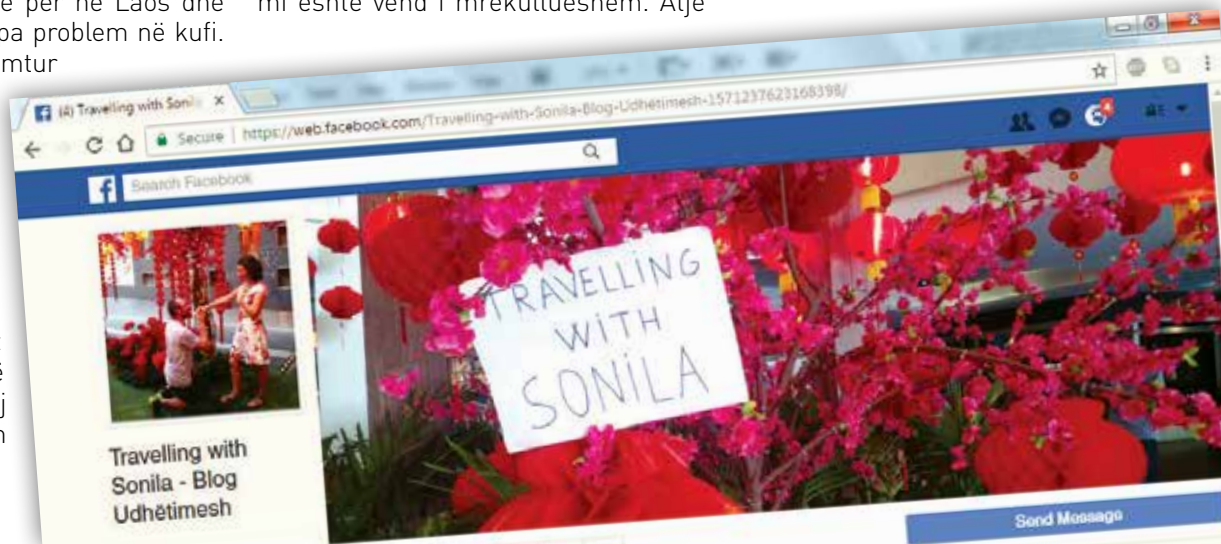 për në Laos dhe
pa problem në kufi.
mi është vend i mrekullueshëm. Atje
(4) Travelling with Soni
Secure | https://web.facebook.com/Travelling-with-Sonila-Blog-Udhetimesh-1571237623168398/
Search Facebook
4
TRAVELLING
WITH
SONILA
Travelling with
Sonila - Blog
Udhëtimesh
Send Message